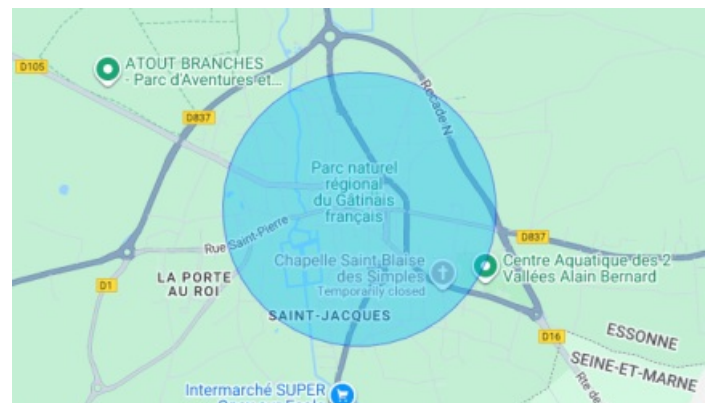 ATOUT BRANCHES
- Parc d'Aventures et...
D105
D837
Rocade N
Parc naturel
régional
du Gâtinais
français
Rue Saint-Pierre
D837
Chapelle Saint Blaise
des Simples
Temporarily closed
Centre Aquatique des 2
Vallées Alain Bernard
LA PORTE
AU ROI
D1
SAINT-JACQUES
D16
ESSONNE
SEINE-ET-MARNE
Rte de
Intermarché SUPER